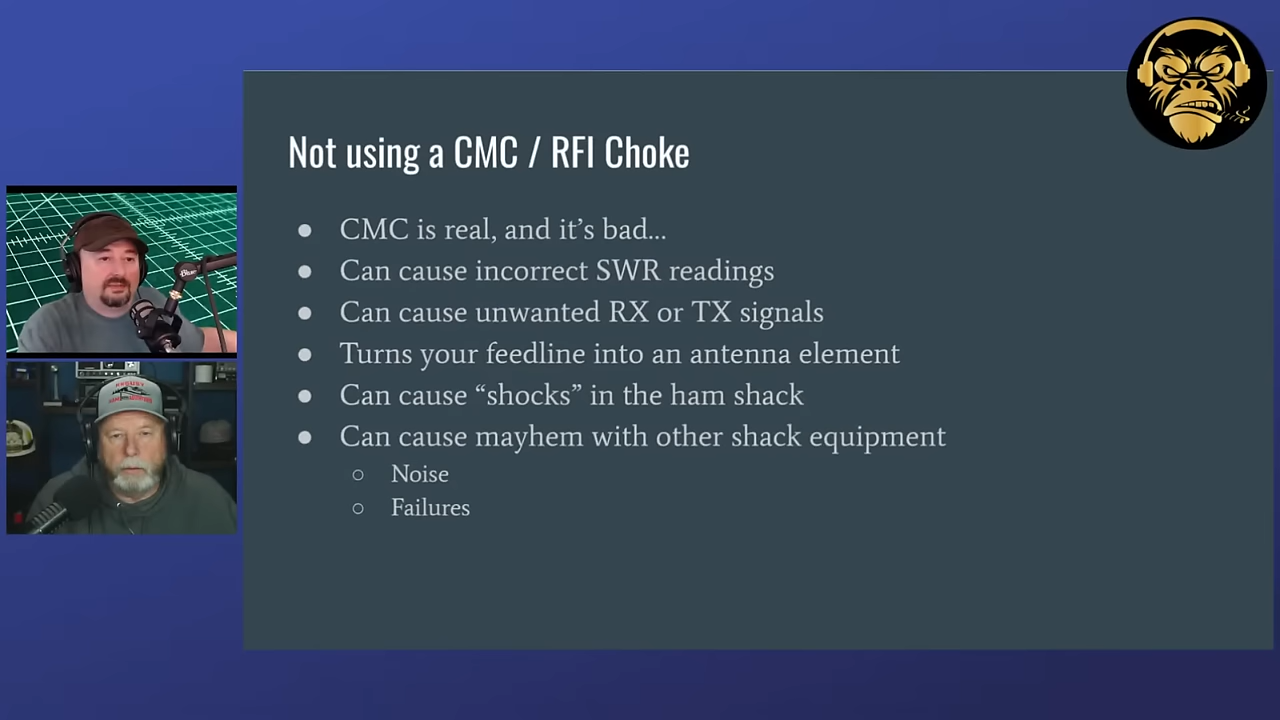 Not using a CMC / RFI Choke
CMC is real, and it’s bad...
Can cause incorrect SWR readings
Can cause unwanted RX or TX signals
Turns your feedline into an antenna element
Can cause “shocks” in the ham shack
Can cause mayhem with other shack equipment
Noise
Failures
Blue